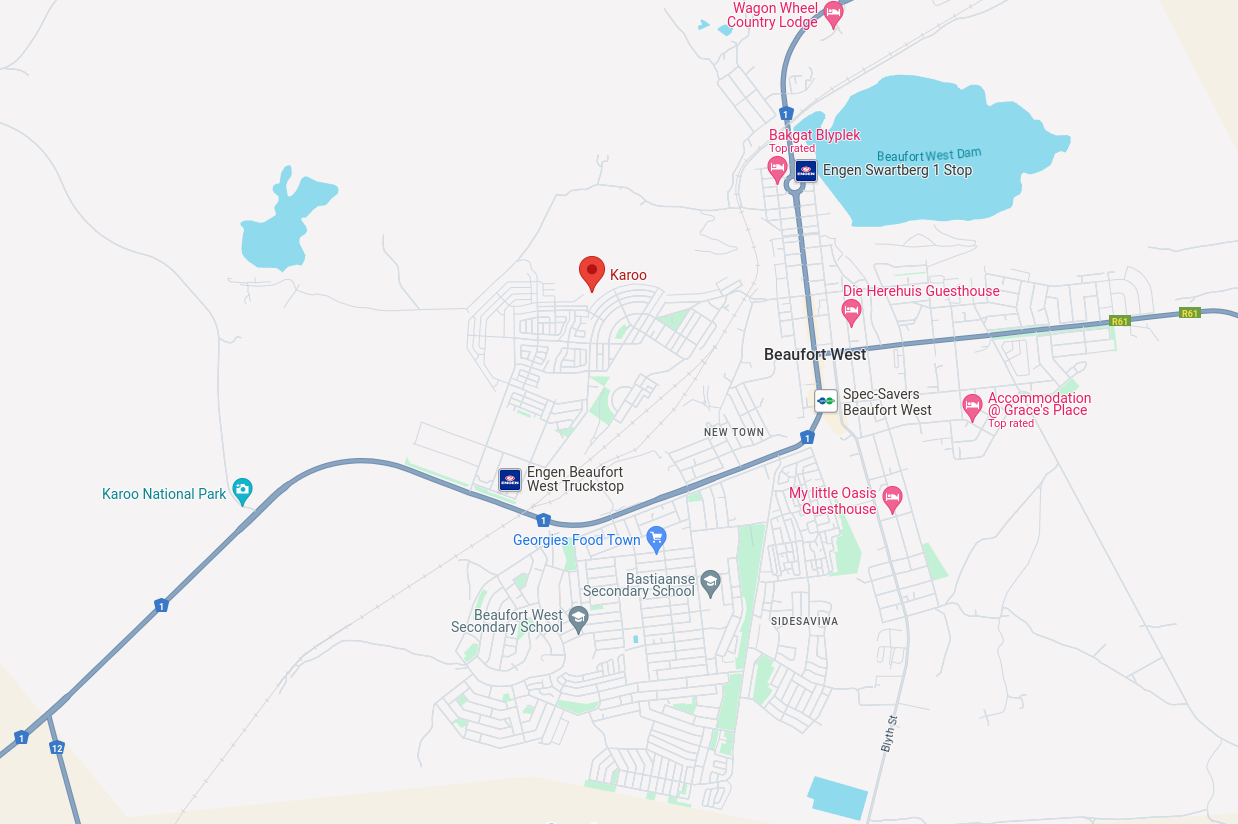 Wagon Wheel
Country Lodge
1
Bakgat Blyplek
Top rated
Beaufort West Dam
ENGEN
Engen Swartberg 1 Stop
Karoo
Die Herehuis Guesthouse
R61
R61
Beaufort West
Spec-Savers
Beaufort West
Accommodation
@ Grace's Place
Top rated
NEW TOWN
1
ENGEN
Engen Beaufort
West Truckstop
Karoo National Park
My little Oasis
Guesthouse
1
Georgies Food Town
Bastiaanse
Secondary School
1
Beaufort West
Secondary School
SIDESAVIWA
Blyth St
1
12